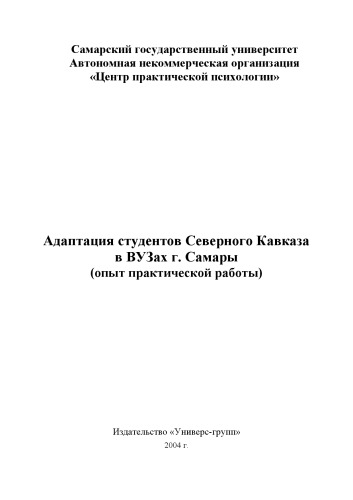 Самарский государственный университет
Автономная некоммерческая организация
«Центр практической психологии»
Адаптация студентов Северного Кавказа
в ВУЗах г. Самары
(опыт практической работы)
Издательство «Универс-групп»
2004 г.